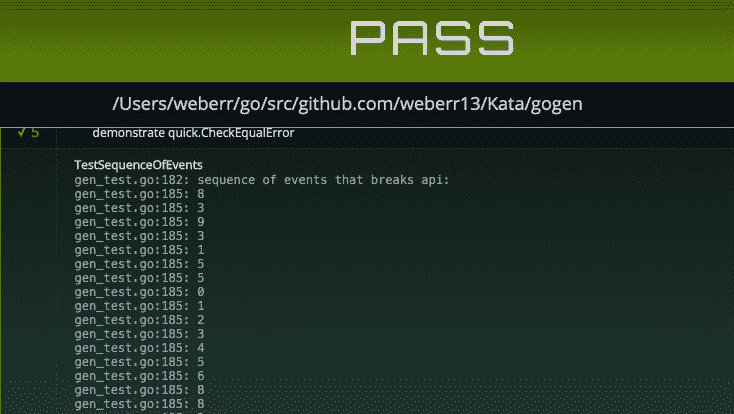 PASS
/Users/weberr/go/src/github.com/weberr13/Kata/gogen
✓ 5 demonstrate quick.CheckEqualError
TestSequenceOfEvents
gen_test.go:182: sequence of events that breaks api:
gen_test.go:185: 8
gen_test.go:185: 3
gen_test.go:185: 9
gen_test.go:185: 3
gen_test.go:185: 1
gen_test.go:185: 5
gen_test.go:185: 5
gen_test.go:185: 0
gen_test.go:185: 1
gen_test.go:185: 2
gen_test.go:185: 3
gen_test.go:185: 4
gen_test.go:185: 5
gen_test.go:185: 6
gen_test.go:185: 8
gen_test.go:185: 8